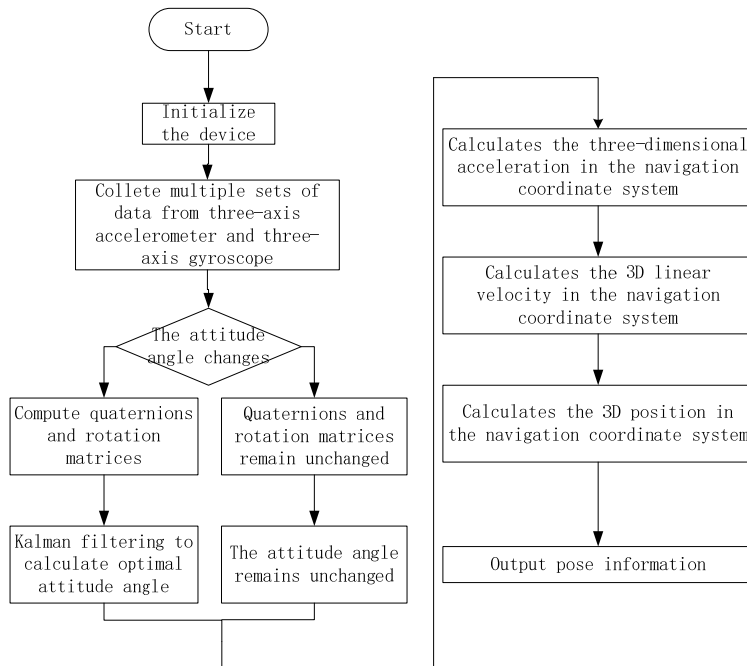 Start
Initialize
the device
Collete multiple sets of
data from three-axis
accelerometer and three-
axis gyroscope
The attitude
angle changes
Compute quaternions
and rotation
matrices
Quaternions and
rotation matrices
remain unchanged
Kalman filtering to
calculate optimal
attitude angle
The attitude angle
remains unchanged
Calculates the three-dimensional
acceleration in the navigation
coordinate system
Calculates the 3D linear
velocity in the navigation
coordinate system
Calculates the 3D position in
the navigation coordinate system
Output pose information